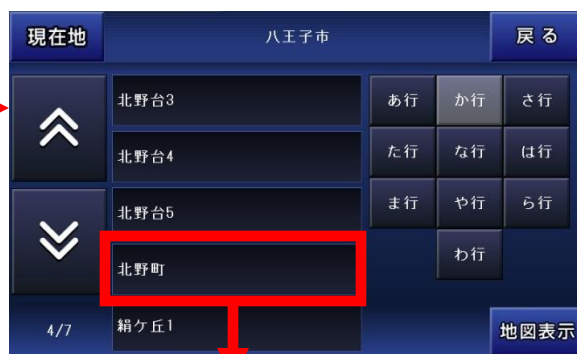 現在地
八王子市
戻る
北野台3
北野台4
北野台5
北野町
絹ケ丘1
あ行 か行 さ行
た行 な行 は行
ま行 や行 ら行
わ行
4/7
地図表示